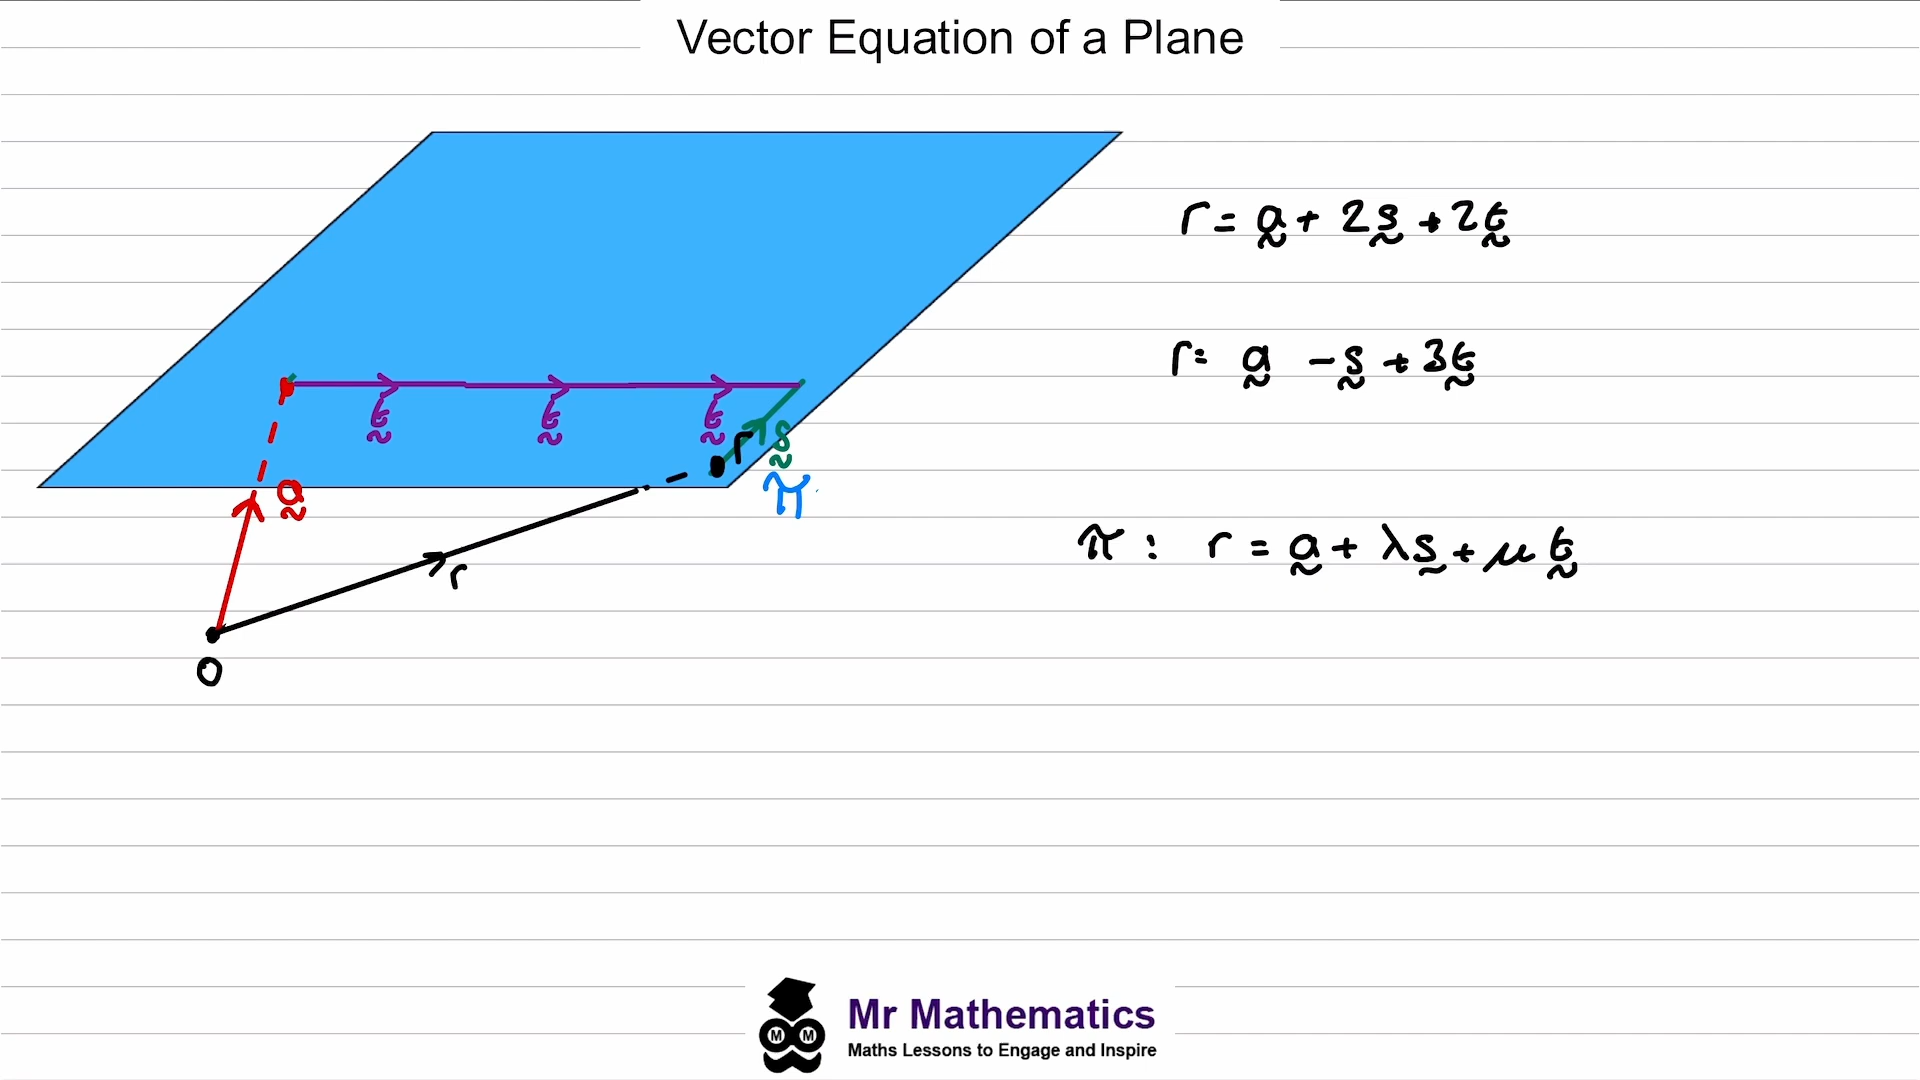 Vector Equation of a Plane
r = a + 2s + 2t
r = a - s + 3t
t t t r s
π
a
r
π : r = a + λs + μt
O
M M
Mr Mathematics
Maths Lessons to Engage and Inspire